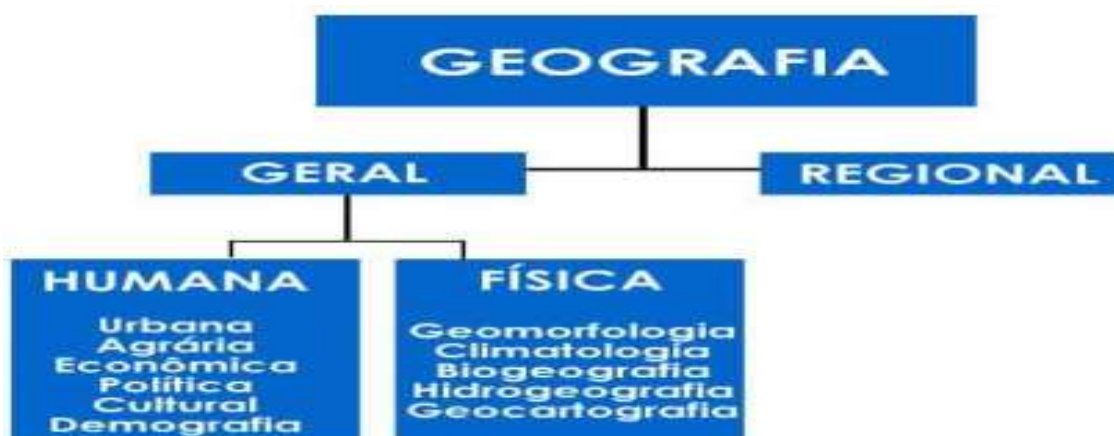 GEOGRAFIA
GERAL
REGIONAL
HUMANA
Urbana
Agrária
Econômica
Política
Cultural
Demografia
FÍSICA
Geomorfologia
Climatologia
Biogeografia
Hidrogeografia
Geocartografia